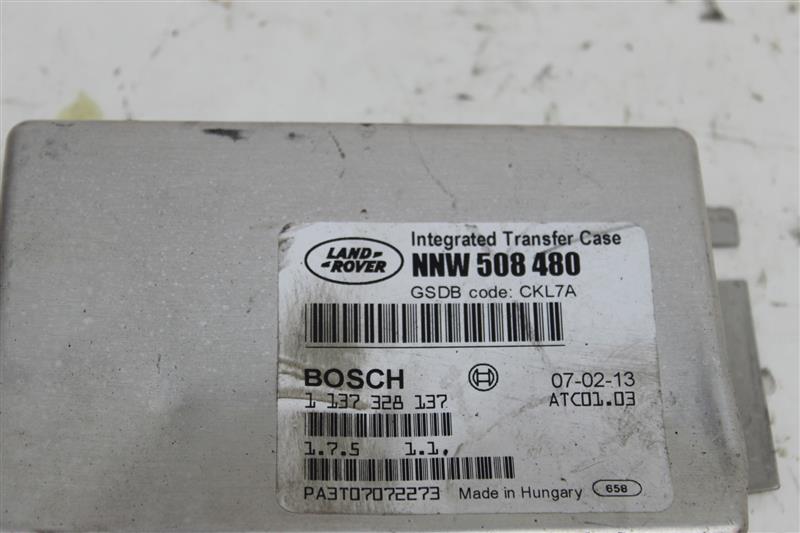 LAND-
-ROVER
Integrated Transfer Case
NNW 508 480
GSDB code: CKL7A
BOSCH
07-02-13
1 137 328 137
ATC01.03
1.7.5 1.1,
PA3T07072273 Made in Hungary 658